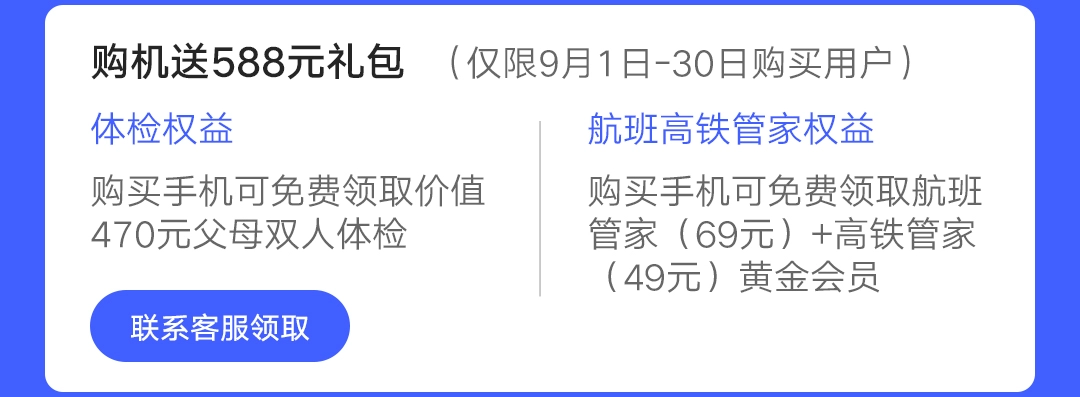 购机送588元礼包 （仅限9月1日-30日购买用户）
体检权益
购买手机可免费领取价值
470元父母双人体检
联系客服领取
航班高铁管家权益
购买手机可免费领取航班
管家（69元）+高铁管家
（49元）黄金会员